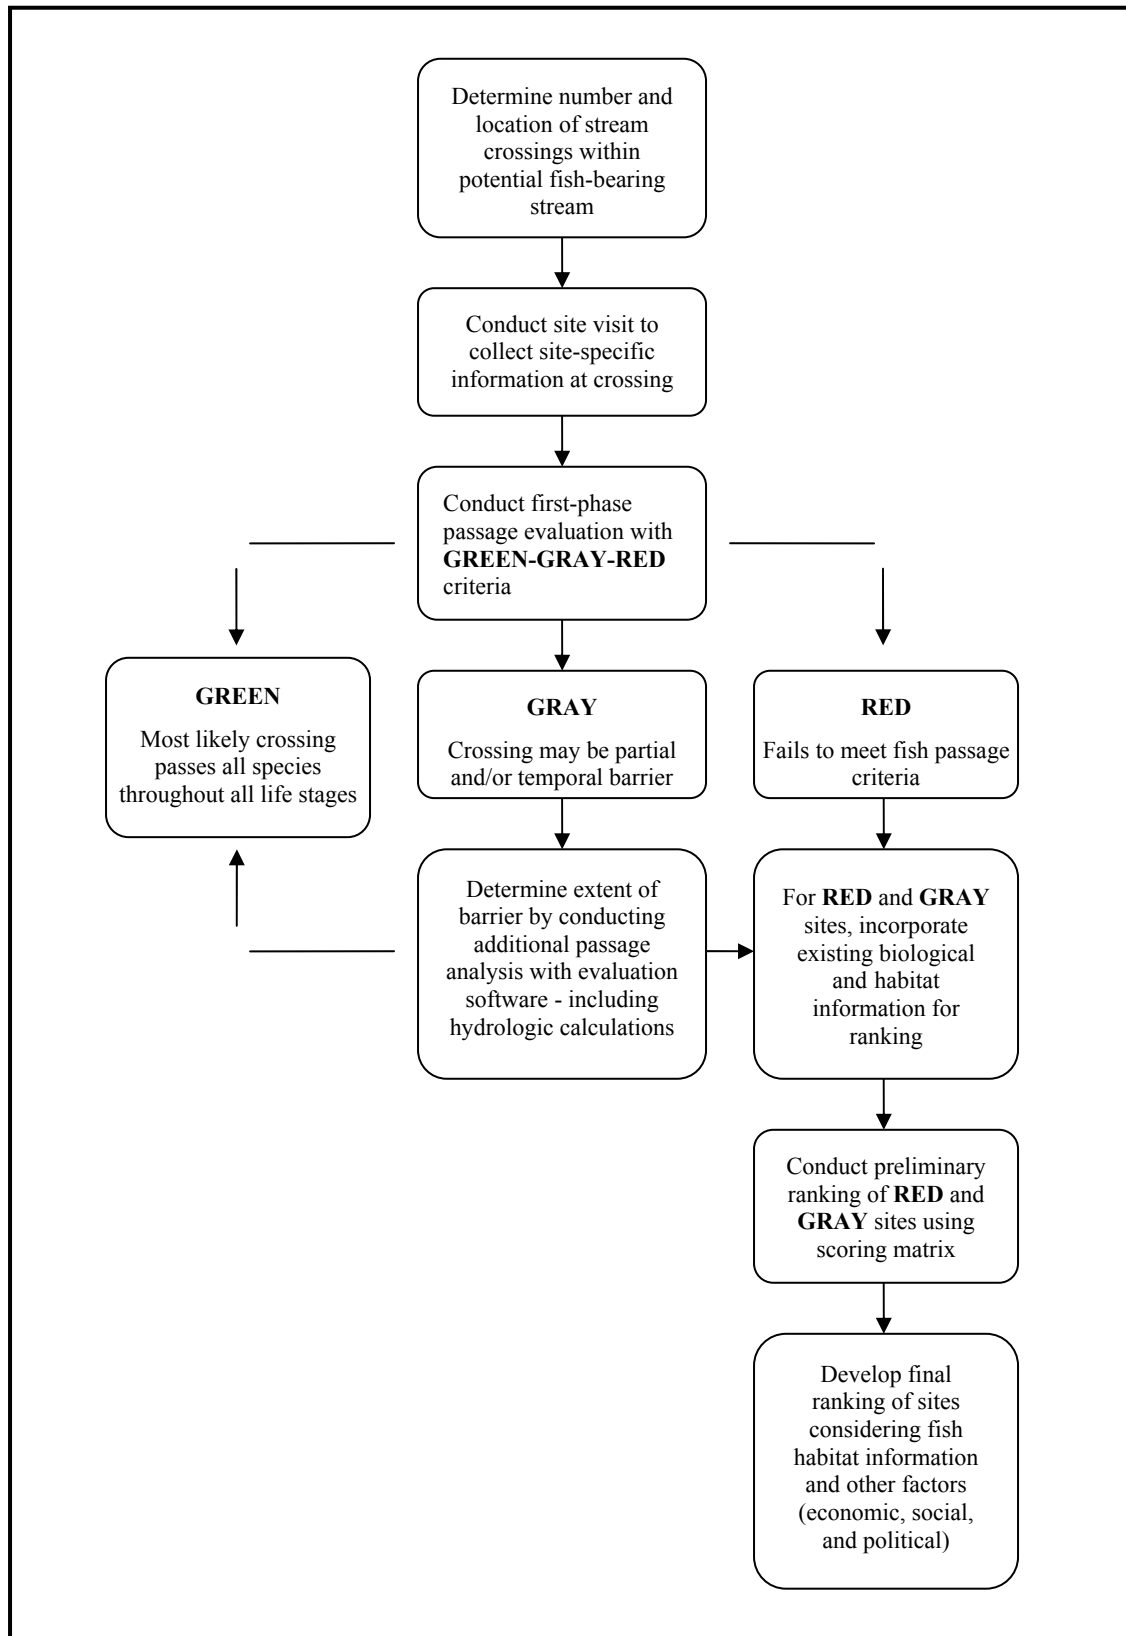 Determine number and
location of stream
crossings within
potential fish-bearing
stream
Conduct site visit to
collect site-specific
information at crossing
Conduct first-phase
passage evaluation with
GREEN-GRAY-RED
criteria
GREEN
Most likely crossing
passes all species
throughout all life stages
GRAY
Crossing may be partial
and/or temporal barrier
RED
Fails to meet fish passage
criteria
Determine extent of
barrier by conducting
additional passage
analysis with evaluation
software - including
hydrologic calculations
For RED and GRAY
sites, incorporate
existing biological
and habitat
information for
ranking
Conduct preliminary
ranking of RED and
GRAY sites using
scoring matrix
Develop final
ranking of sites
considering fish
habitat information
and other factors
(economic, social,
and political)